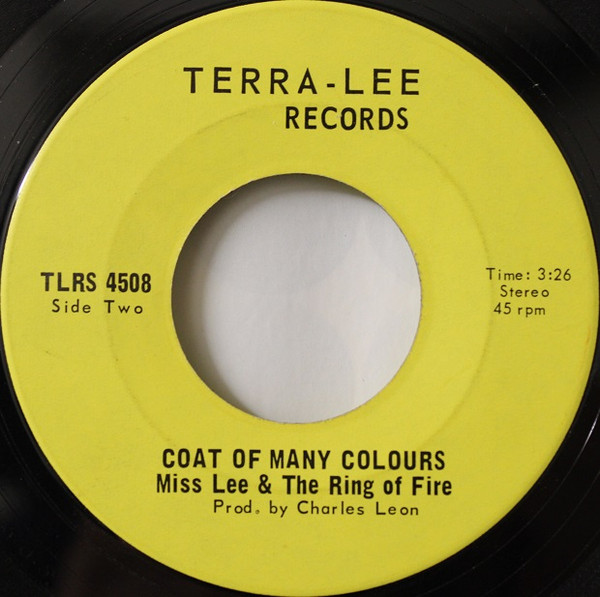 TERRA-LEE
RECORDS
TLRS 4508
Side Two
Time: 3:26
Stereo
45 rpm
COAT OF MANY COLOURS
Miss Lee & The Ring of Fire
Prod. by Charles Leon